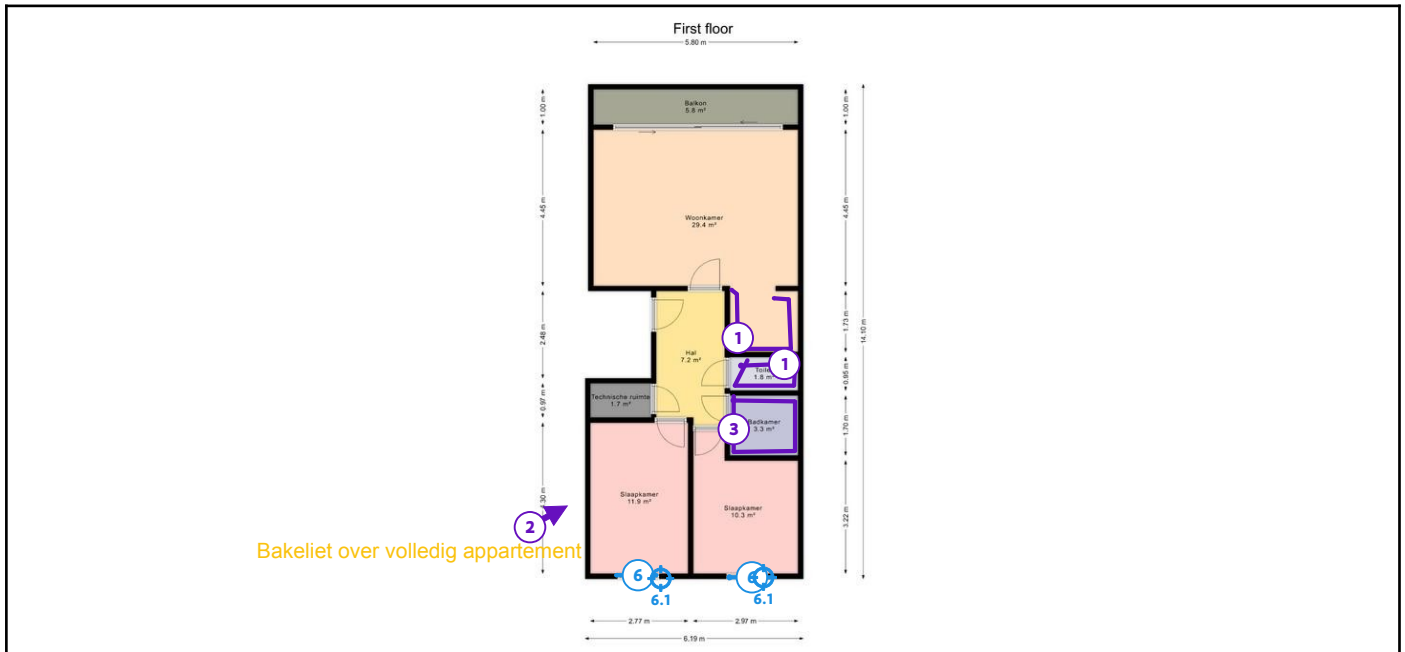 First floor
5.80 m
Balkon
5.8 m²
1.00 m
1.00 m
Woonkamer
29.4 m²
4.45 m
4.45 m
14.10 m
2.48 m
1.73 m
1
Hal
7.2 m²
1
1.8 m²
0.95 m
Technische ruimte
1.7 m²
0.97 m
3
Badkamer
3.3 m²
1.70 m
Slaapkamer
11.9 m²
Slaapkamer
10.3 m²
3.22 m
2
Bakeliet over volledig appartement
6
6.1
6
6.1
2.77 m
2.97 m
6.19 m